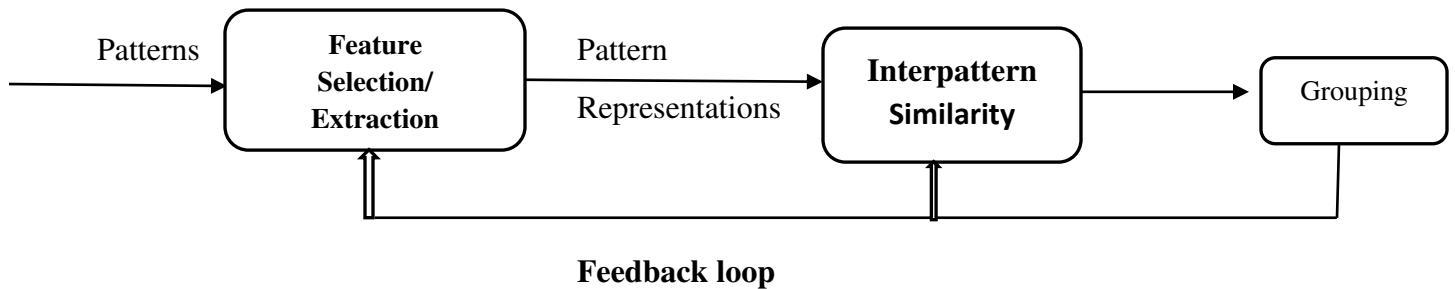 Patterns
Feature
Selection/
Extraction
Pattern
Representations
Interpattern
Similarity
Grouping
Feedback loop